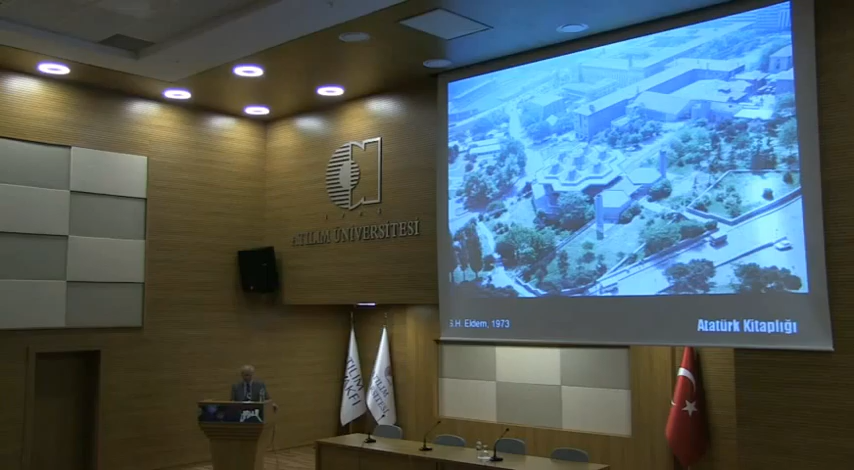 ATILIM ÜNİVERSİTESİ
S.H. Eldem, 1973
Atatürk Kitaplığı